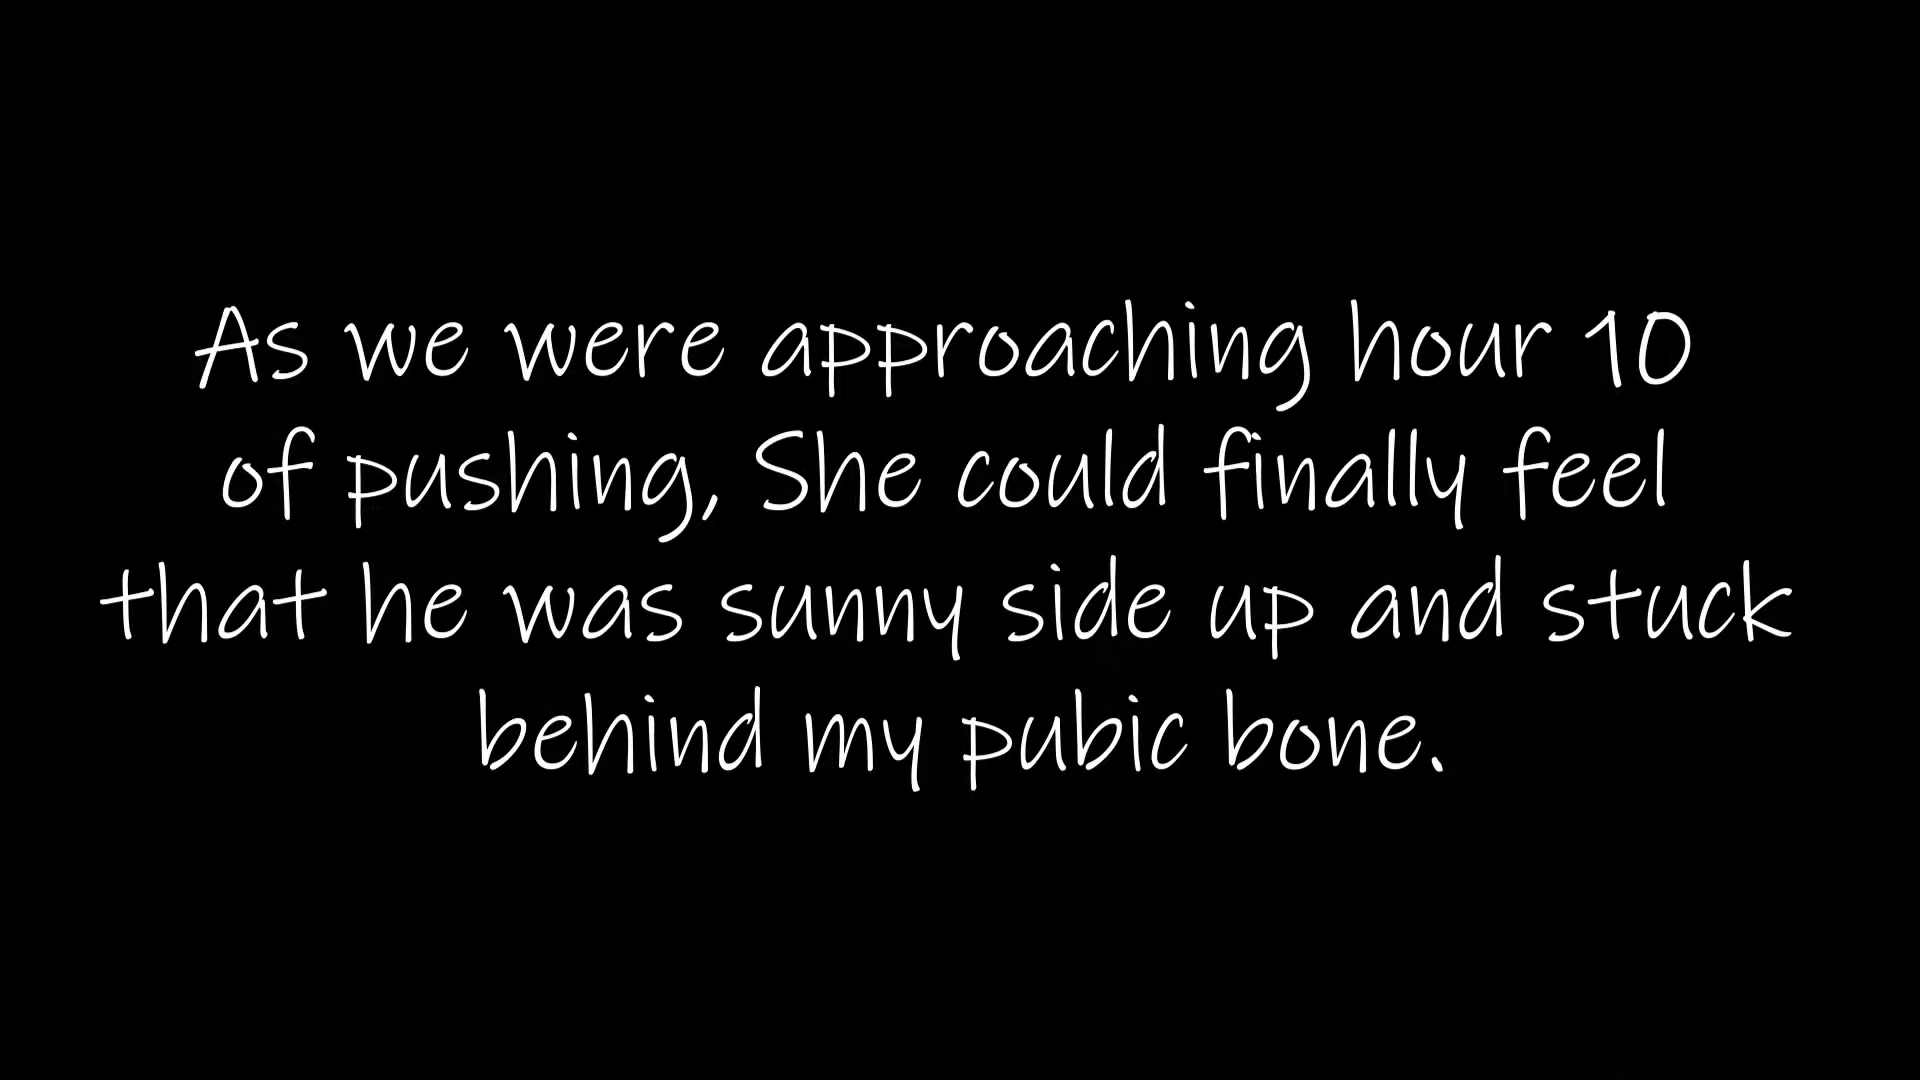 As we were approaching hour 10
of pushing, She could finally feel
that he was sunny side up and stuck
behind my pubic bone.